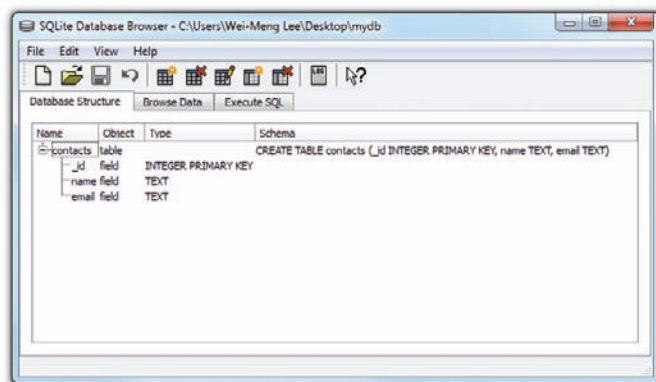 SQLite Database Browser - C:\Users\Wei-Meng Lee\Desktop\mydb
File Edit View Help
LOG
Database Structure Browse Data Execute SQL
Name Object Type Schema
contacts table CREATE TABLE contacts (_id INTEGER PRIMARY KEY, name TEXT, email TEXT)
_id field INTEGER PRIMARY KEY
name field TEXT
email field TEXT